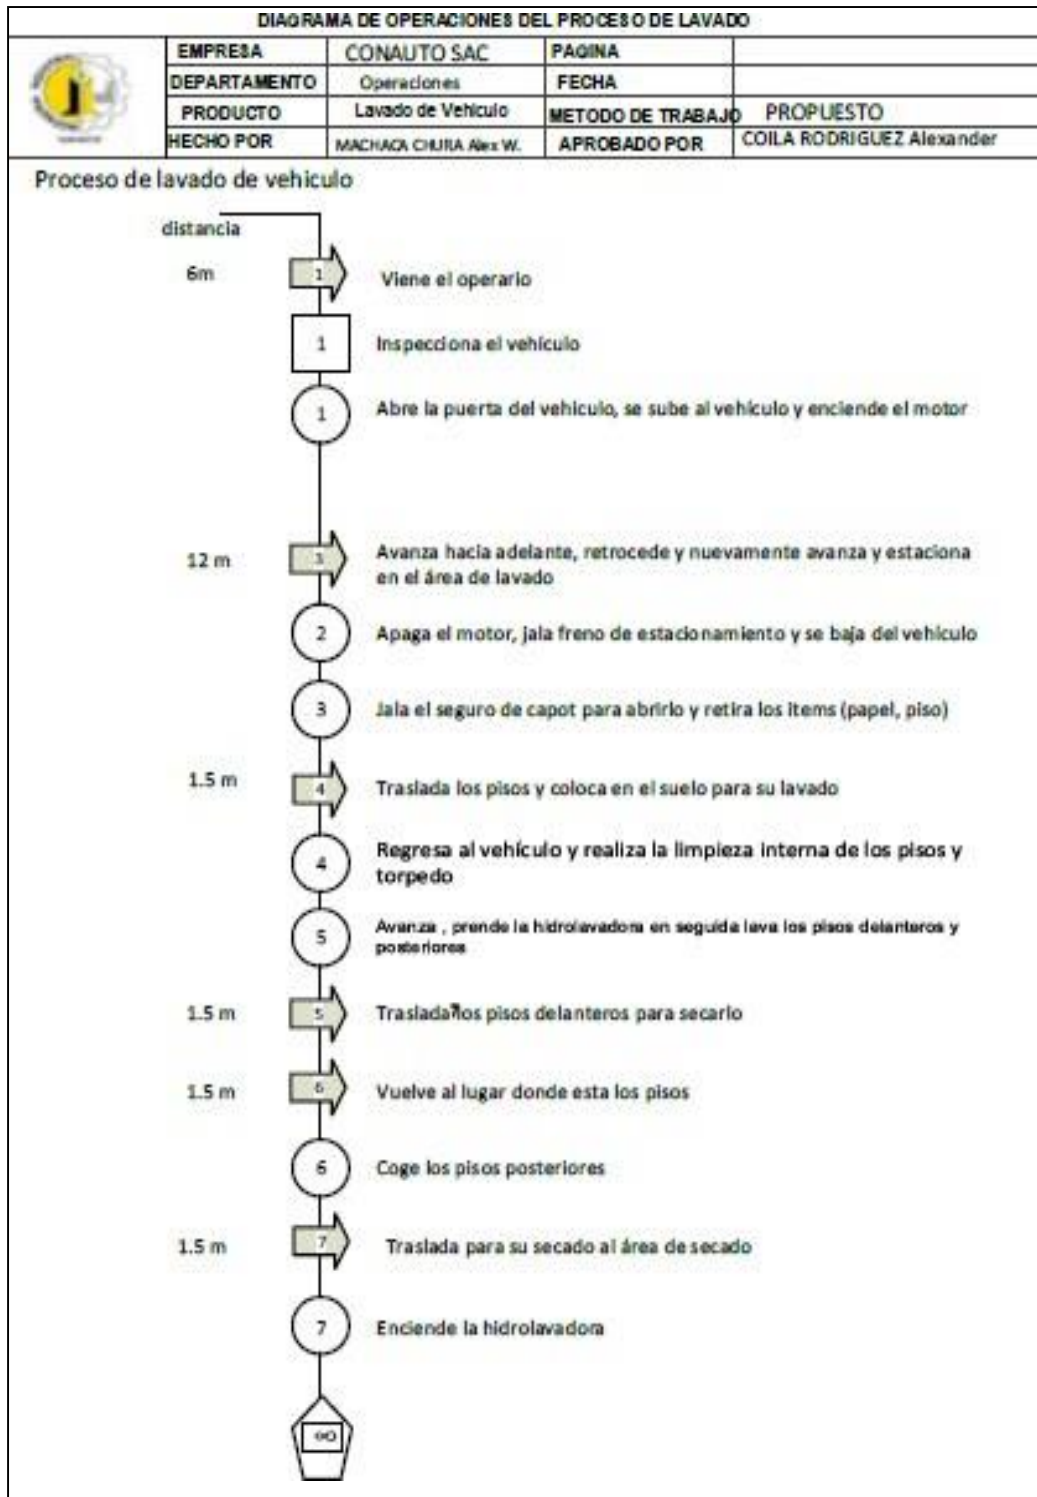 DIAGRAMA DE OPERACIONES DEL PROCESO DE LAVADO
EMPRESA CONAUTO SAC PAGINA
DEPARTAMENTO Operaciones FECHA
PRODUCTO Lavado de Vehiculo METODO DE TRABAJO PROPUESTO
HECHO POR MACHACA CHURA Alex W. APROBADO POR COILA RODRIGUEZ Alexander
Proceso de lavado de vehiculo
distancia
6m 1 Viene el operario
1 Inspecciona el vehículo
1 Abre la puerta del vehiculo, se sube al vehículo y enciende el motor
12 m 3 Avanza hacia adelante, retrocede y nuevamente avanza y estaciona
en el área de lavado
2 Apaga el motor, jala freno de estacionamiento y se baja del vehículo
3 Jala el seguro de capot para abrirlo y retira los items (papel, piso)
1.5 m 4 Traslada los pisos y coloca en el suelo para su lavado
4 Regresa al vehículo y realiza la limpieza interna de los pisos y
torpedo
5 Avanza , prende la hidrolavadora en seguida lava los pisos delanteros y
posteriores
1.5 m 5 Traslada los pisos delanteros para secarlo
1.5 m 6 Vuelve al lugar donde esta los pisos
6 Coge los pisos posteriores
1.5 m 7 Traslada para su secado al área de secado
7 Enciende la hidrolavadora